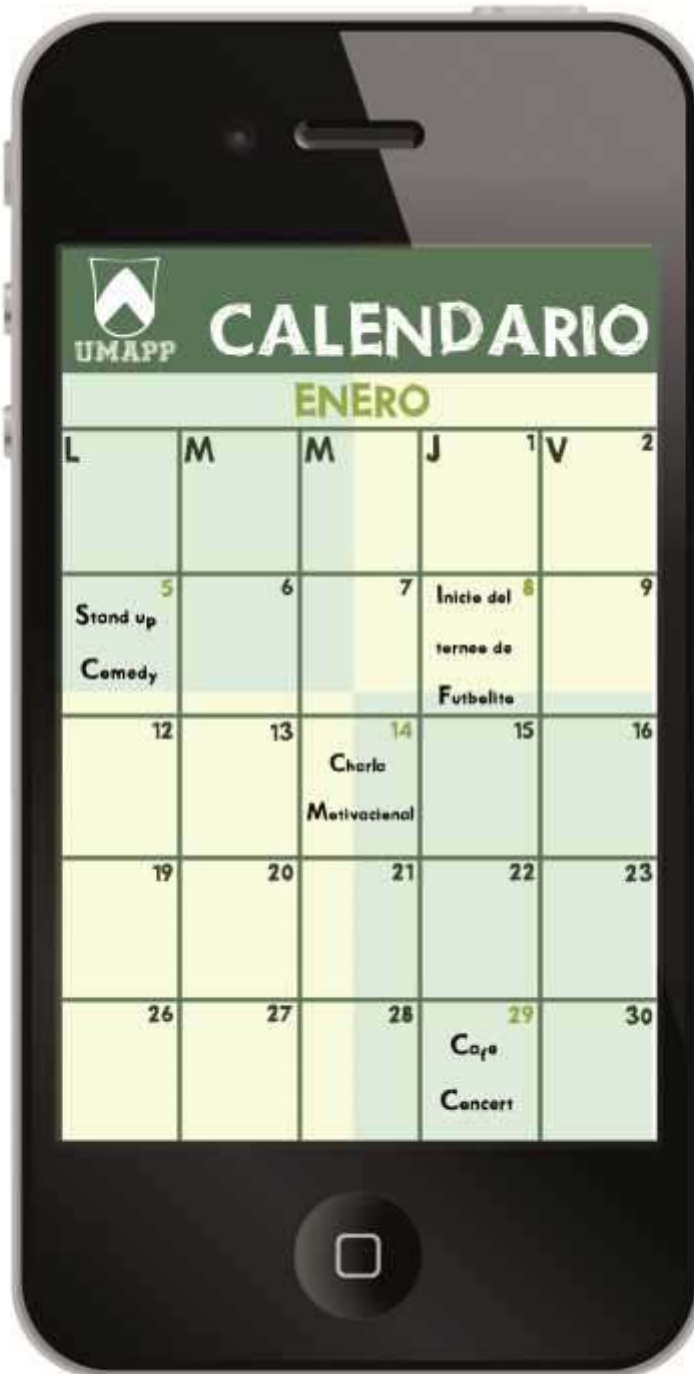 UMAPP
CALENDARIO
ENERO
L M M J 1 V 2
5 6 7 8 9
Stand up
Comedy
Inicio del
torneo de
Futbolito
12 13 14 15 16
Charla
Motivacional
19 20 21 22 23
26 27 28 29 30
Cafe
Concert